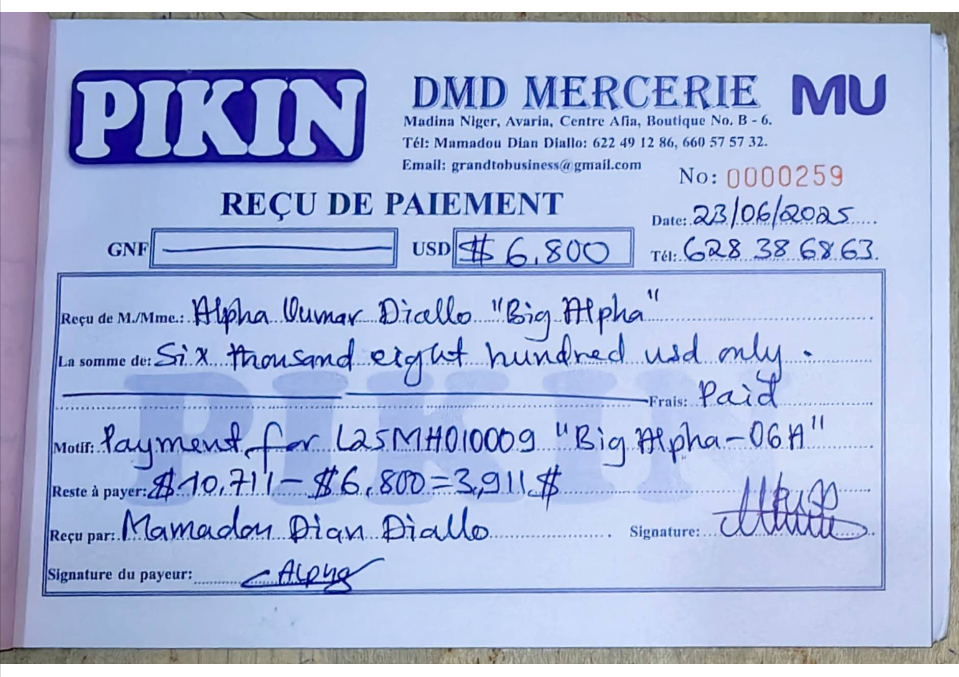 PIKIN
DMD MERCERIE MU
Madina Niger, Avaria, Centre Afia, Boutique No. B - 6.
Tél: Mamadou Dian Diallo: 622 49 12 86, 660 57 57 32.
Email: grandtobusiness@gmail.com
No: 0000259
REÇU DE PAIEMENT
Date: 23/06/2025
GNF USD $ 6,800 Tél: 628 38 68 63
Reçu de M./Mme.: Alpha Oumar Diallo "Big Alpha"
La somme de: Six thousand eight hundred usd only.
Frais: Paid
Motif: Payment for L25MH010009 "Big Alpha-06A"
Reste à payer: $ 10,711 - $6,800 = 3,911 $
Reçu par: Mamadou Dian Diallo Signature:
Signature du payeur: Alpha
PIKIN